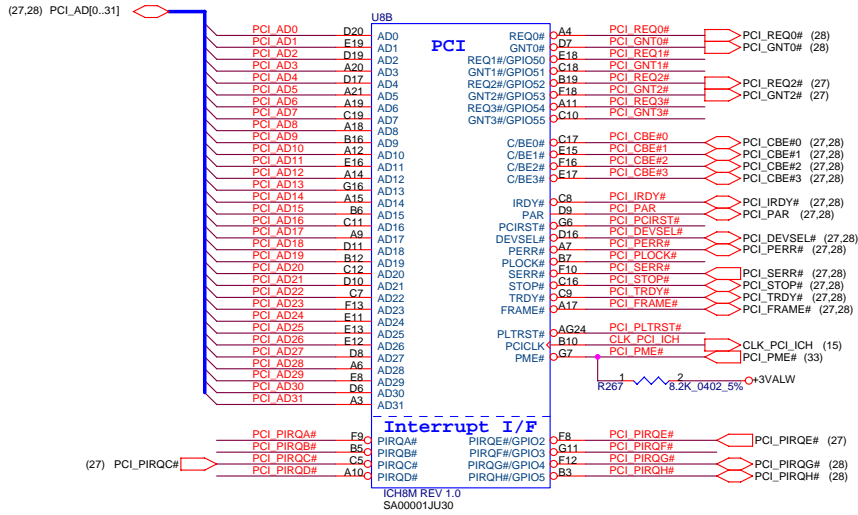 (27,28) PCI_AD[0..31]
U8B
PCI
PCI_AD0 D20 AD0
PCI_AD1 E19 AD1
PCI_AD2 D19 AD2
PCI_AD3 A20 AD3
PCI_AD4 D17 AD4
PCI_AD5 A21 AD5
PCI_AD6 A19 AD6
PCI_AD7 C19 AD7
PCI_AD8 A18 AD8
PCI_AD9 B16 AD9
PCI_AD10 A12 AD10
PCI_AD11 E16 AD11
PCI_AD12 A14 AD12
PCI_AD13 G16 AD13
PCI_AD14 A15 AD14
PCI_AD15 B6 AD15
PCI_AD16 C11 AD16
PCI_AD17 A9 AD17
PCI_AD18 D11 AD18
PCI_AD19 B12 AD19
PCI_AD20 C12 AD20
PCI_AD21 D10 AD21
PCI_AD22 C7 AD22
PCI_AD23 F13 AD23
PCI_AD24 E11 AD24
PCI_AD25 E13 AD25
PCI_AD26 E12 AD26
PCI_AD27 D8 AD27
PCI_AD28 A6 AD28
PCI_AD29 E8 AD29
PCI_AD30 D6 AD30
PCI_AD31 A3 AD31
REQ0# A4 PCI_REQ0# PCI_REQ0# (28)
GNT0# D7 PCI_GNT0# PCI_GNT0# (28)
REQ1#/GPIO50 E18 PCI_REQ1#
GNT1#/GPIO51 C18 PCI_GNT1#
REQ2#/GPIO52 B19 PCI_REQ2# PCI_REQ2# (27)
GNT2#/GPIO53 F18 PCI_GNT2# PCI_GNT2# (27)
REQ3#/GPIO54 A11 PCI_REQ3#
GNT3#/GPIO55 C10 PCI_GNT3#
C/BE0# C17 PCI_CBE#0 PCI_CBE#0 (27,28)
C/BE1# E15 PCI_CBE#1 PCI_CBE#1 (27,28)
C/BE2# F16 PCI_CBE#2 PCI_CBE#2 (27,28)
C/BE3# E17 PCI_CBE#3 PCI_CBE#3 (27,28)
IRDY# C8 PCI_IRDY# PCI_IRDY# (27,28)
PAR D9 PCI_PAR PCI_PAR (27,28)
PCIRST# G6 PCI_PCIRST#
DEVSEL# D16 PCI_DEVSEL# PCI_DEVSEL# (27,28)
PERR# A7 PCI_PERR# PCI_PERR# (27,28)
PLOCK# B7 PCI_PLOCK#
SERR# F10 PCI_SERR# PCI_SERR# (27,28)
STOP# C16 PCI_STOP# PCI_STOP# (27,28)
TRDY# C9 PCI_TRDY# PCI_TRDY# (27,28)
FRAME# A17 PCI_FRAME# PCI_FRAME# (27,28)
PLTRST# AG24 PCI_PLTRST#
PCICLK B10 CLK_PCI_ICH CLK_PCI_ICH (15)
PME# G7 PCI_PME# PCI_PME# (33)
R267 1 2 8.2K_0402_5% +3VALW
Interrupt I/F
PCI_PIRQA# F9 PIRQA#
PCI_PIRQB# B5 PIRQB#
(27) PCI_PIRQC# PCI_PIRQC# C5 PIRQC#
PCI_PIRQD# A10 PIRQD#
PIRQE#/GPIO2 F8 PCI_PIRQE# PCI_PIRQE# (27)
PIRQF#/GPIO3 G11 PCI_PIRQF#
PIRQG#/GPIO4 F12 PCI_PIRQG# PCI_PIRQG# (28)
PIRQH#/GPIO5 B3 PCI_PIRQH# PCI_PIRQH# (28)
ICH8M REV 1.0
SA00001JU30